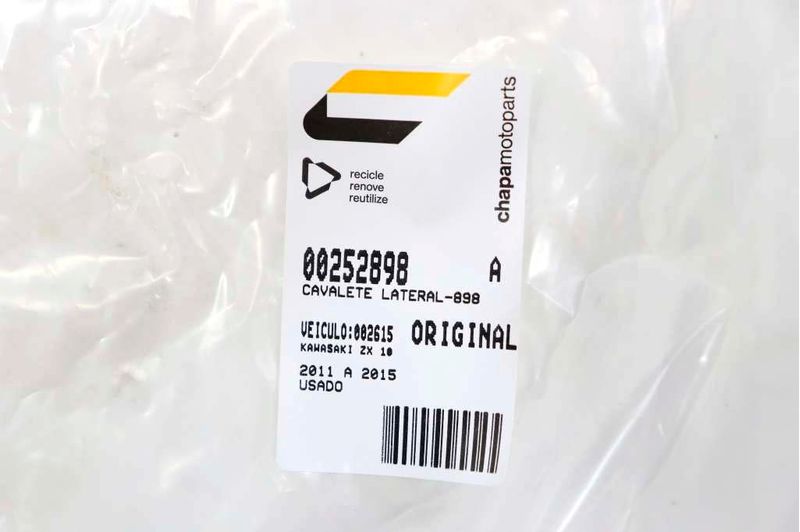 chapamotoparts
recicle
renove
reutilize
00252898 A
CAVALETE LATERAL-898
VEICULO:002615 ORIGINAL
KAWASAKI ZX 10
2011 A 2015
USADO